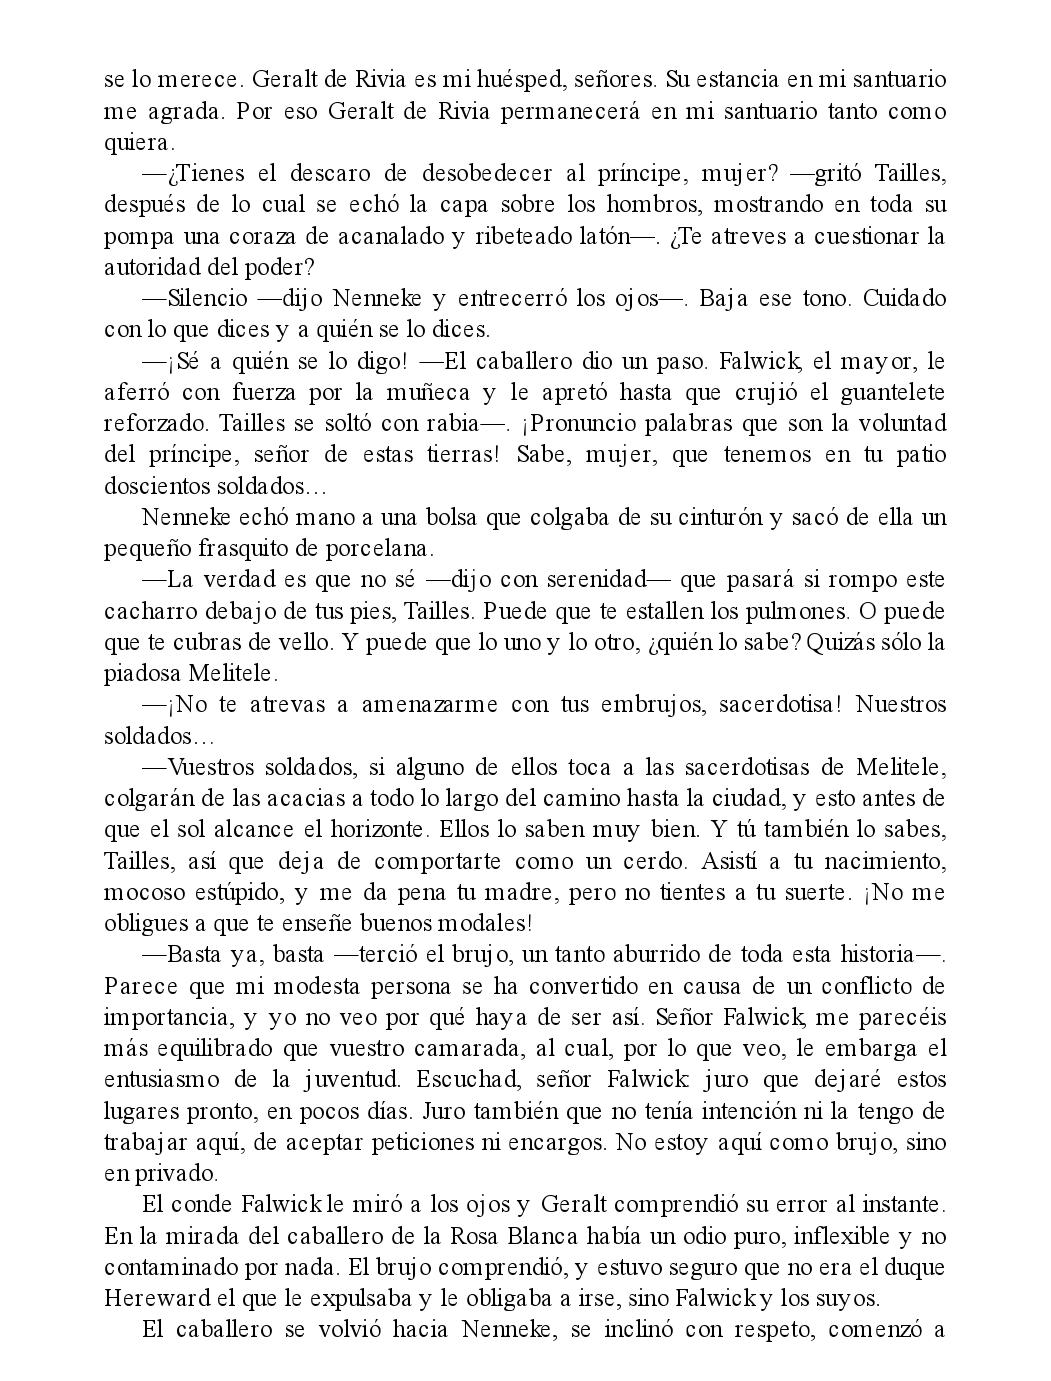 se lo merece. Geralt de Rivia es mi huésped, señores. Su estancia en mi santuario
me agrada. Por eso Geralt de Rivia permanecerá en mi santuario tanto como
quiera.
—¿Tienes el descaro de desobedecer al príncipe, mujer? —gritó Tailles,
después de lo cual se echó la capa sobre los hombros, mostrando en toda su
pompa una coraza de acanalado y ribeteado latón—. ¿Te atreves a cuestionar la
autoridad del poder?
—Silencio —dijo Nenneke y entrecerró los ojos—. Baja ese tono. Cuidado
con lo que dices y a quién se lo dices.
—¡Sé a quién se lo digo! —El caballero dio un paso. Falwick, el mayor, le
aferró con fuerza por la muñeca y le apretó hasta que crujió el guantelete
reforzado. Tailles se soltó con rabia—. ¡Pronuncio palabras que son la voluntad
del príncipe, señor de estas tierras! Sabe, mujer, que tenemos en tu patio
doscientos soldados…
Nenneke echó mano a una bolsa que colgaba de su cinturón y sacó de ella un
pequeño frasquito de porcelana.
—La verdad es que no sé —dijo con serenidad— que pasará si rompo este
cacharro debajo de tus pies, Tailles. Puede que te estallen los pulmones. O puede
que te cubras de vello. Y puede que lo uno y lo otro, ¿quién lo sabe? Quizás sólo la
piadosa Melitele.
—¡No te atrevas a amenazarme con tus embrujos, sacerdotisa! Nuestros
soldados…
—Vuestros soldados, si alguno de ellos toca a las sacerdotisas de Melitele,
colgarán de las acacias a todo lo largo del camino hasta la ciudad, y esto antes de
que el sol alcance el horizonte. Ellos lo saben muy bien. Y tú también lo sabes,
Tailles, así que deja de comportarte como un cerdo. Asistí a tu nacimiento,
mocoso estúpido, y me da pena tu madre, pero no tientes a tu suerte. ¡No me
obligues a que te enseñe buenos modales!
—Basta ya, basta —terció el brujo, un tanto aburrido de toda esta historia—.
Parece que mi modesta persona se ha convertido en causa de un conflicto de
importancia, y yo no veo por qué haya de ser así. Señor Falwick, me parecéis
más equilibrado que vuestro camarada, al cual, por lo que veo, le embarga el
entusiasmo de la juventud. Escuchad, señor Falwick: juro que dejaré estos
lugares pronto, en pocos días. Juro también que no tenía intención ni la tengo de
trabajar aquí, de aceptar peticiones ni encargos. No estoy aquí como brujo, sino
en privado.
El conde Falwick le miró a los ojos y Geralt comprendió su error al instante.
En la mirada del caballero de la Rosa Blanca había un odio puro, inflexible y no
contaminado por nada. El brujo comprendió, y estuvo seguro que no era el duque
Hereward el que le expulsaba y le obligaba a irse, sino Falwick y los suyos.
El caballero se volvió hacia Nenneke, se inclinó con respeto, comenzó a